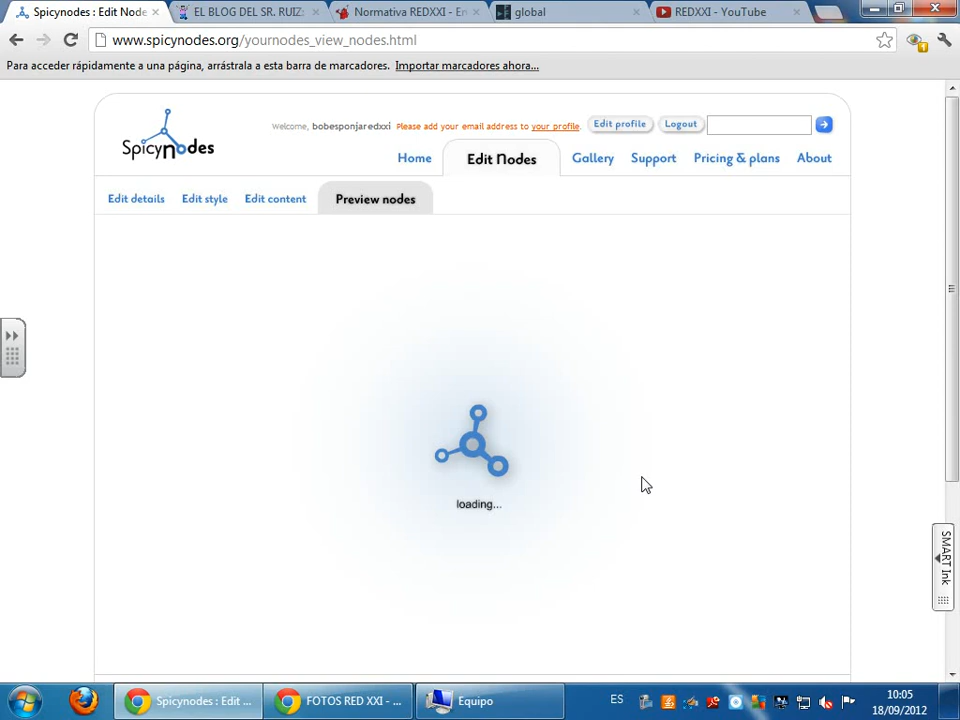 Spicynodes : Edit Node
EL BLOG DEL SR. RUIZ:
Normativa REDXXI - En
global
REDXXI - YouTube
www.spicynodes.org/yournodes_view_nodes.html
1
Para acceder rápidamente a una página, arrástrala a esta barra de marcadores. Importar marcadores ahora...
Spicynodes
Welcome, bobesponjaredxxi Please add your email address to your profile. Edit profile Logout
Home Edit Nodes Gallery Support Pricing & plans About
Edit details Edit style Edit content Preview nodes
loading...
SMART Ink
Spicynodes : Edit ...
FOTOS RED XXI - ...
Equipo
ES
10:05
18/09/2012